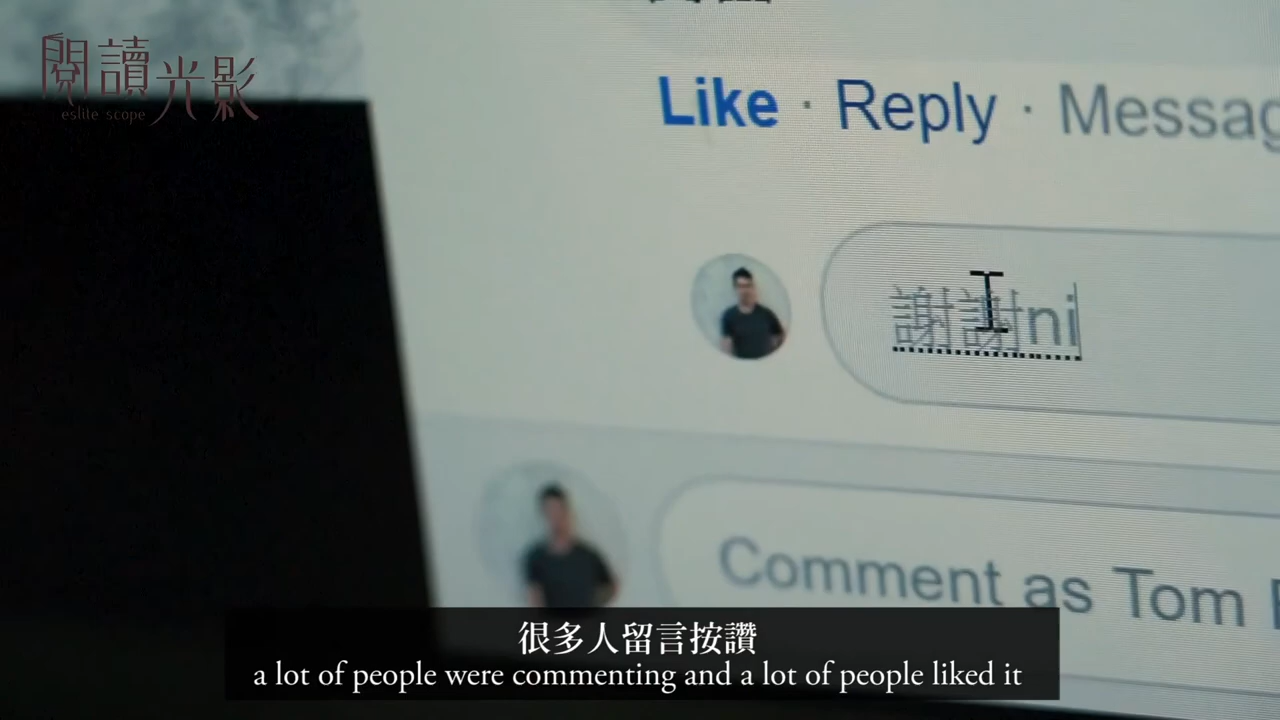 閱讀光影
eslite scope
Like · Reply · Messag
謝謝ni
Comment as Tom
很多人留言按讚
a lot of people were commenting and a lot of people liked it